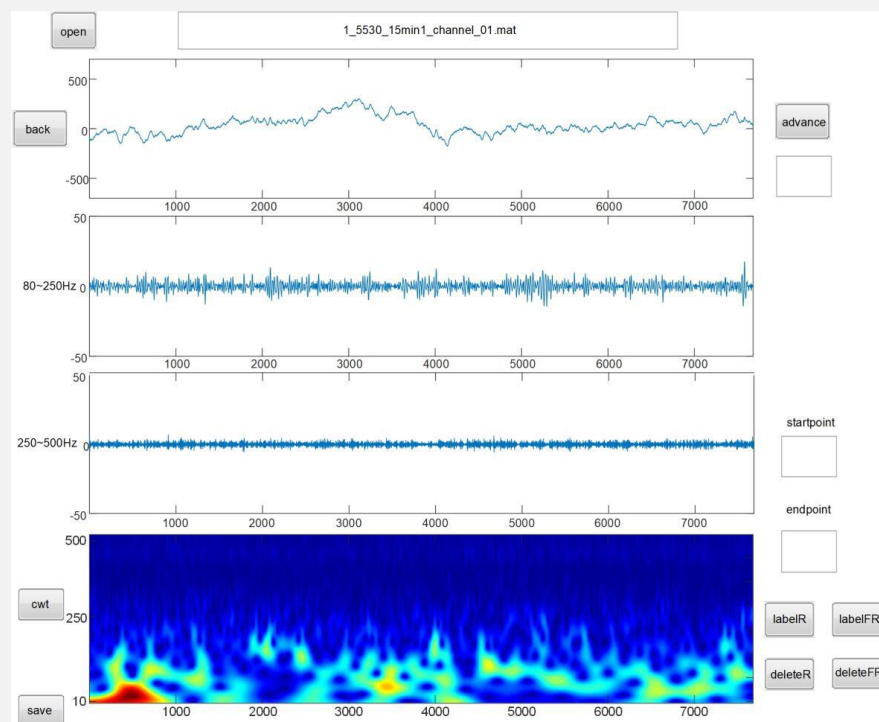 open
1_5530_15min1_channel_01.mat
500
back
0
advance
-500
1000 2000 3000 4000 5000 6000 7000
50
80~250Hz 0
-50
1000 2000 3000 4000 5000 6000 7000
50
startpoint
250~500Hz 0
endpoint
-50
1000 2000 3000 4000 5000 6000 7000
500
cwt
250
labelR labelFR
deleteR deleteFR
10
save
1000 2000 3000 4000 5000 6000 7000